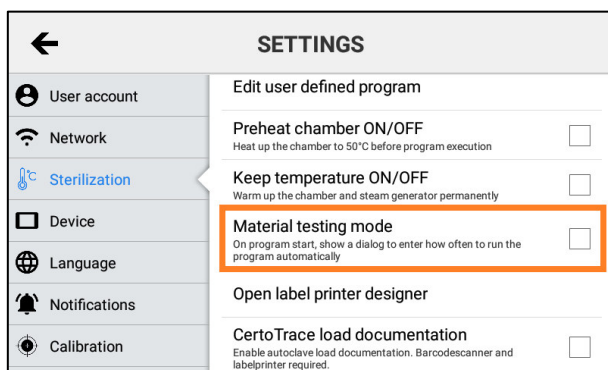 SETTINGS
User account
Network
°C Sterilization
Device
Language
Notifications
Calibration
Edit user defined program
Preheat chamber ON/OFF
Heat up the chamber to 50°C before program execution
Keep temperature ON/OFF
Warm up the chamber and steam generator permanently
Material testing mode
On program start, show a dialog to enter how often to run the
program automatically
Open label printer designer
CertoTrace load documentation
Enable autoclave load documentation. Barcodescanner and
labelprinter required.